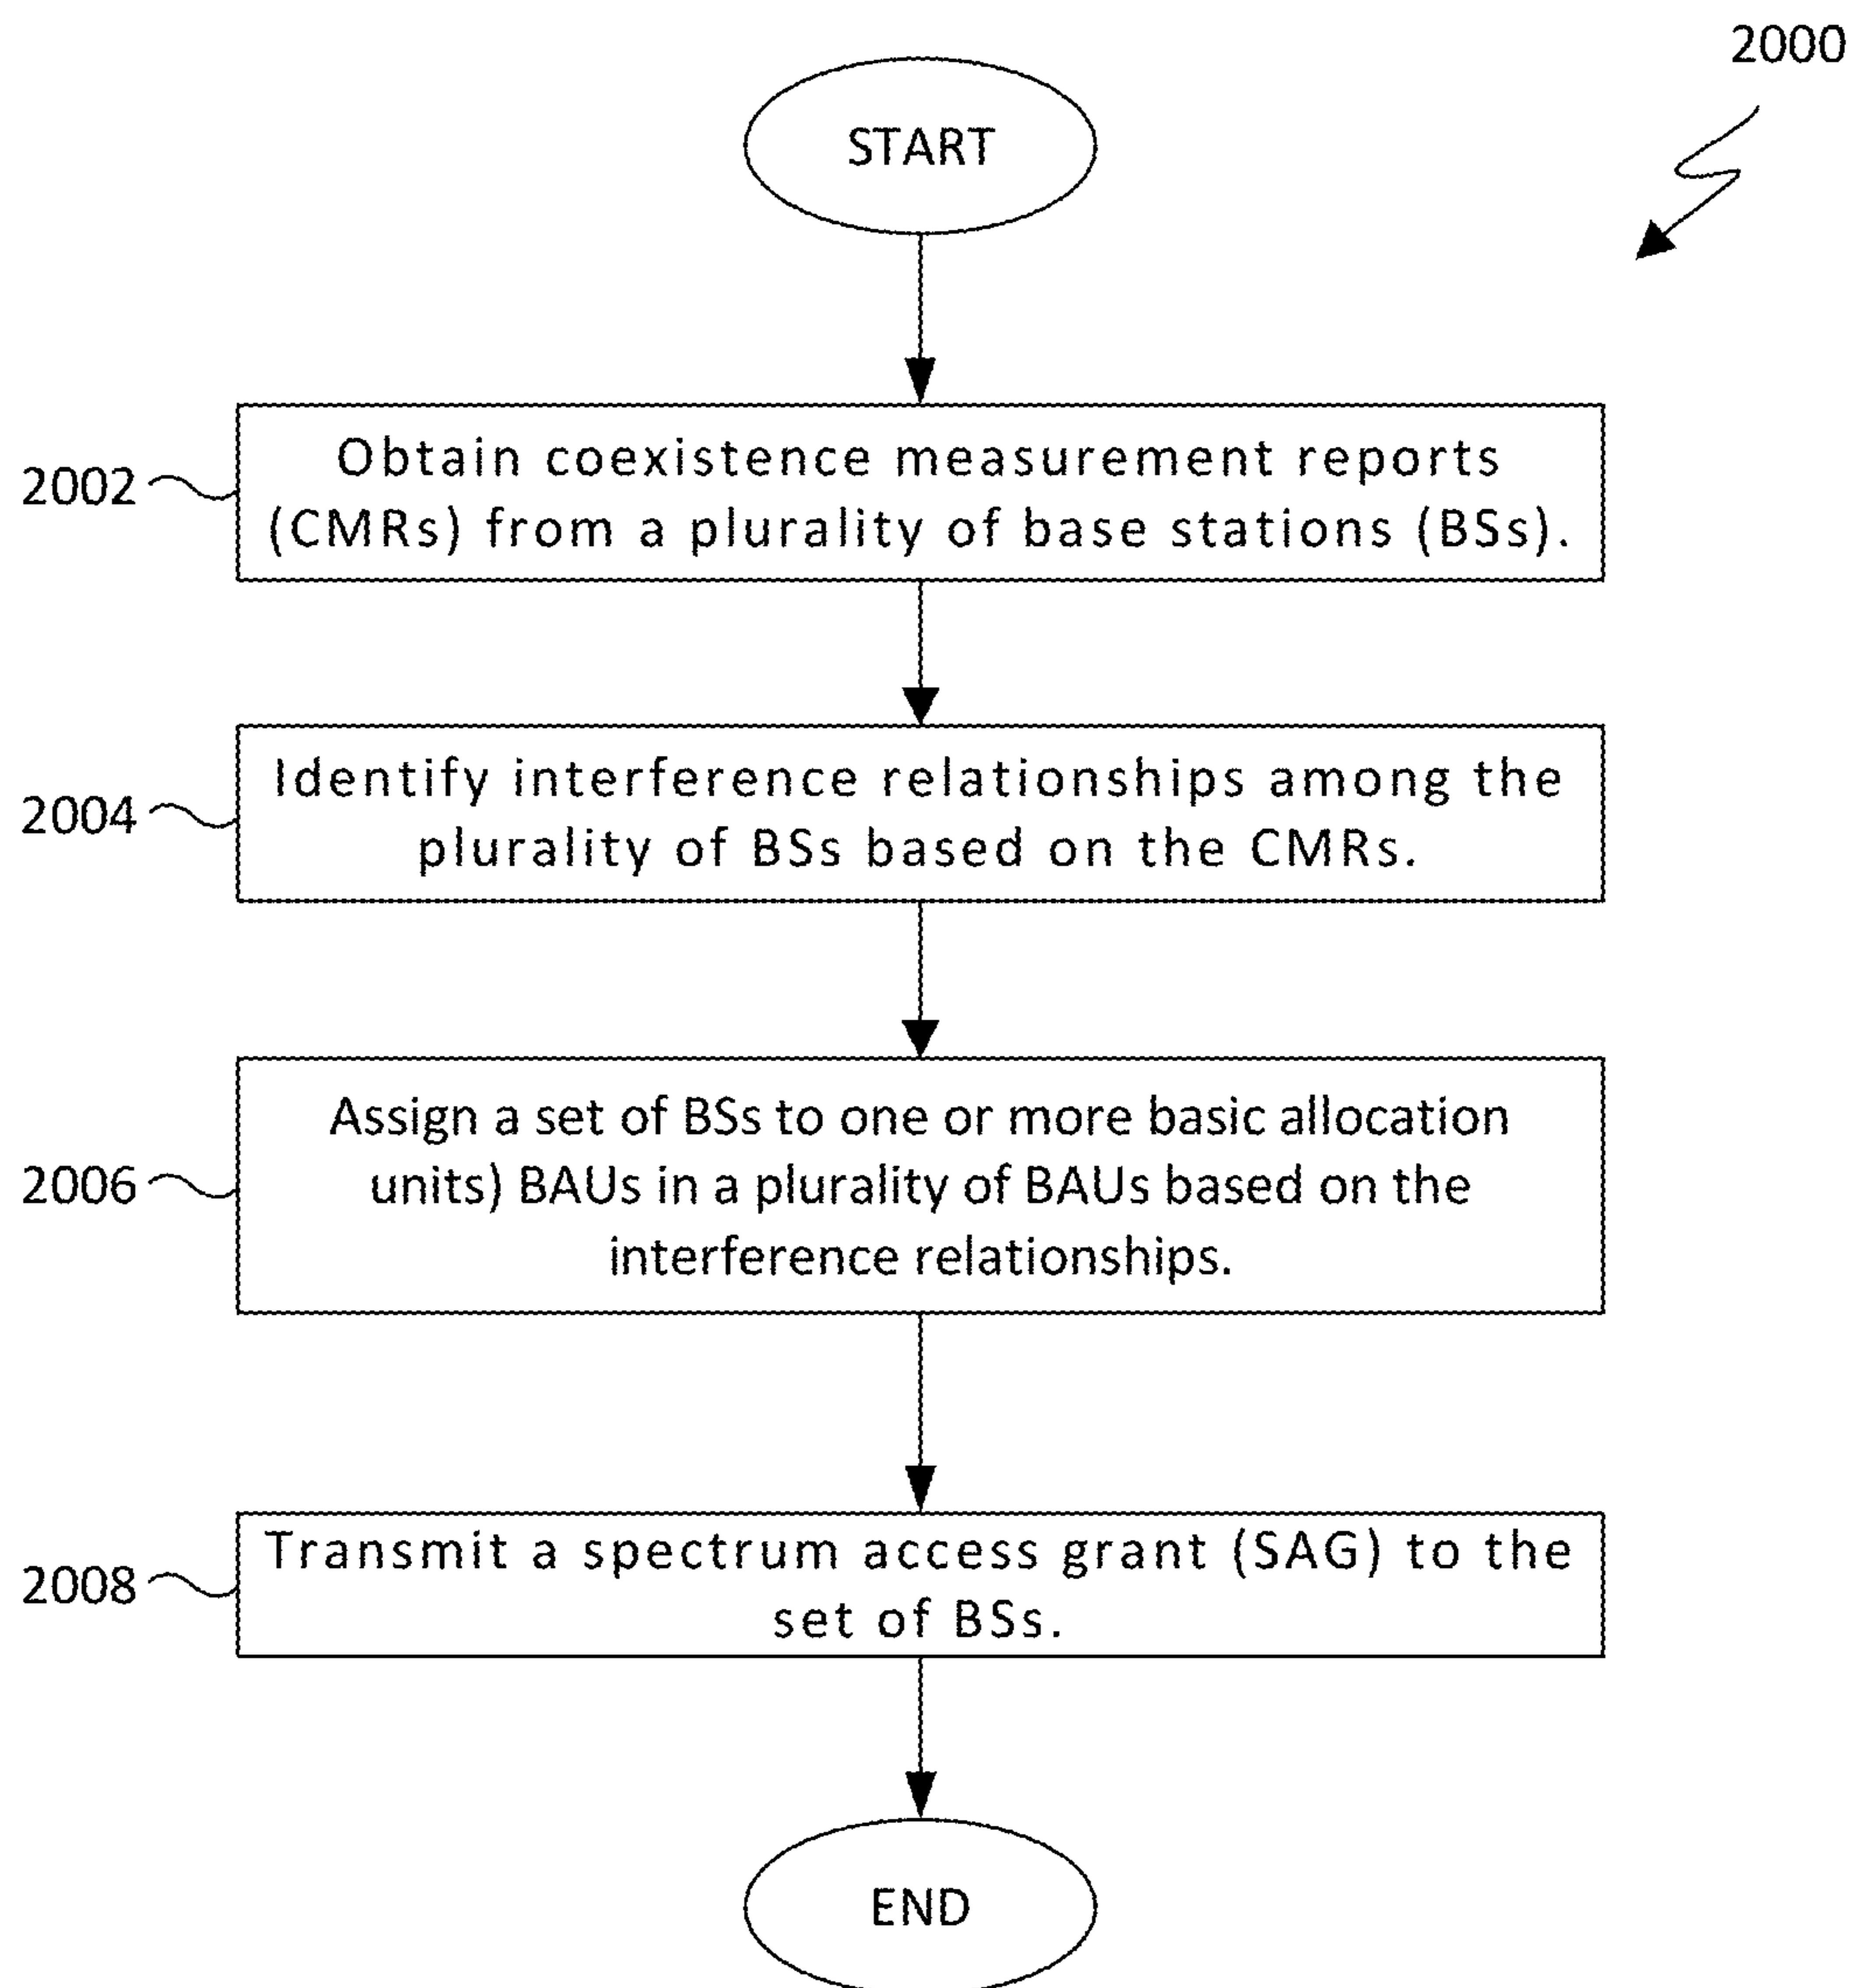 2000
START
2002
Obtain coexistence measurement reports
(CMRs) from a plurality of base stations (BSs).
2004
Identify interference relationships among the
plurality of BSs based on the CMRs.
2006
Assign a set of BSs to one or more basic allocation
units) BAUs in a plurality of BAUs based on the
interference relationships.
2008
Transmit a spectrum access grant (SAG) to the
set of BSs.
END